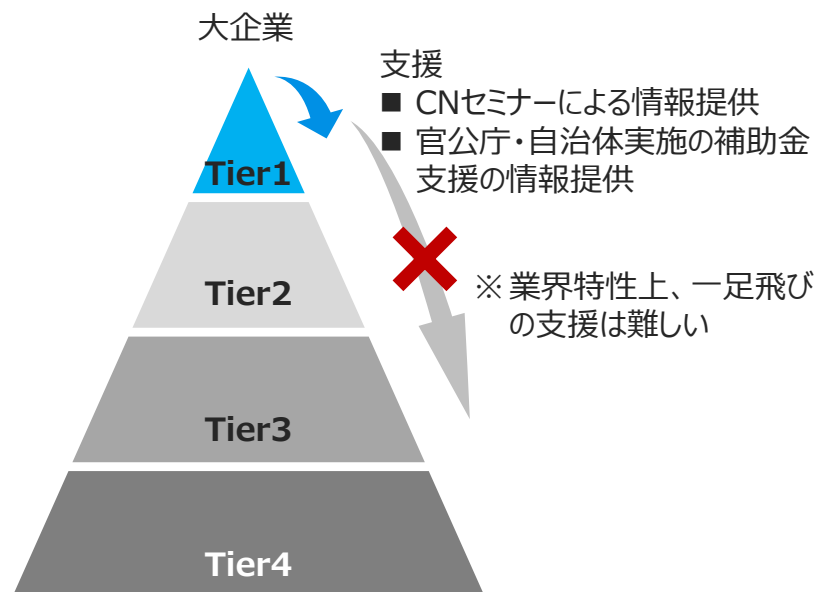 大企業
支援
■ CNセミナーによる情報提供
■ 官公庁・自治体実施の補助金
支援の情報提供
Tier1
※ 業界特性上、一足飛び
の支援は難しい
Tier2
Tier3
Tier4